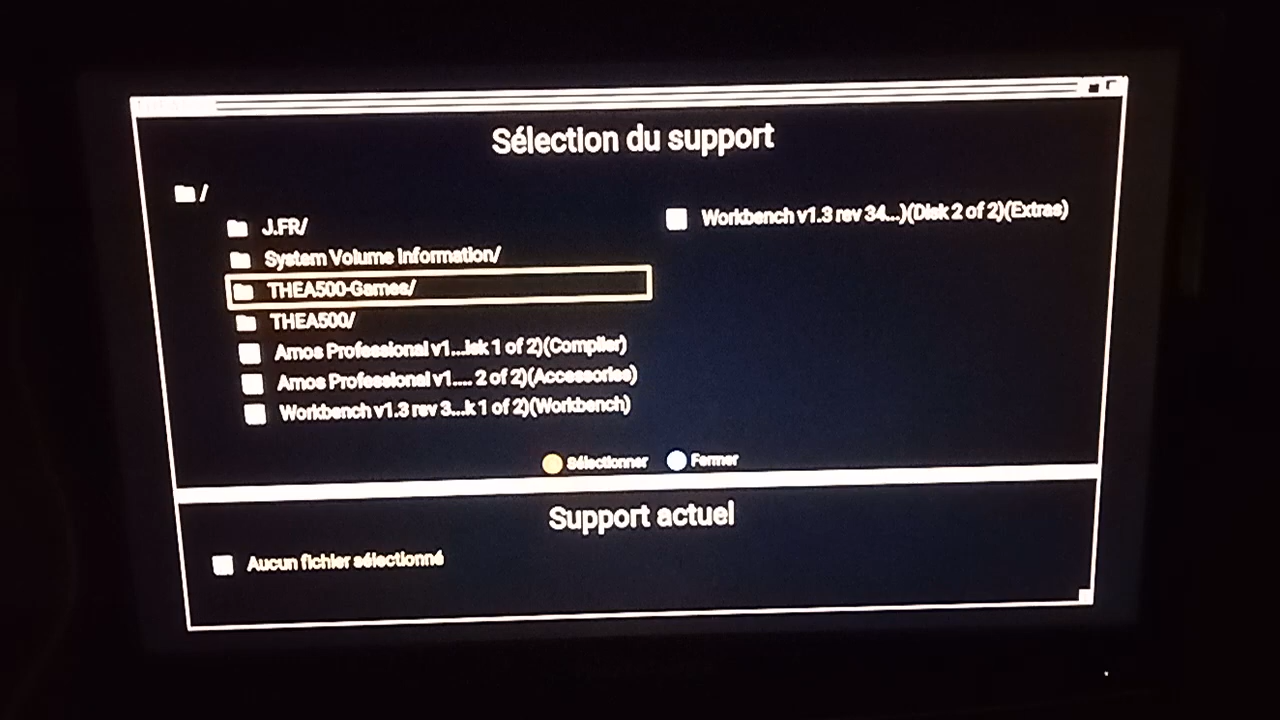 Sélection du support
/
J.FR/
System Volume Information/
THEA500-Games/
THEA500/
Amos Professional v1...isk 1 of 2)(Compiler)
Amos Professional v1.... 2 of 2)(Accessories)
Workbench v1.3 rev 3...k 1 of 2)(Workbench)
Workbench v1.3 rev 34...)(Disk 2 of 2)(Extras)
Sélectionner Fermer
Support actuel
Aucun fichier sélectionné